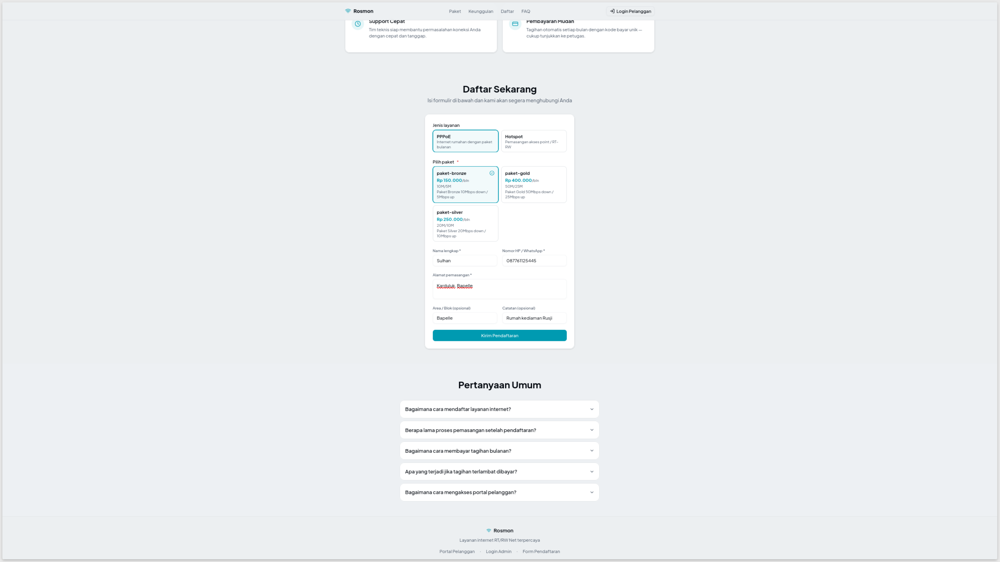 Rosmon
Paket
Keunggulan
Daftar
FAQ
Login Pelanggan
Support Cepat
Tim teknis siap membantu permasalahan koneksi Anda
dengan cepat dan tanggap.
Pembayaran Mudah
Tagihan otomatis setiap bulan dengan kode bayar unik —
cukup tunjukkan ke petugas.
Daftar Sekarang
Isi formulir di bawah dan kami akan segera menghubungi Anda
Jenis layanan
PPPoE
Internet rumahan dengan paket
bulanan
Hotspot
Pemasangan akses point / RT-
RW
Pilih paket *
paket-bronze
Rp 150.000/bln
10M/5M
Paket Bronze 10Mbps down /
5Mbps up
paket-gold
Rp 400.000/bln
50M/25M
Paket Gold 50Mbps down /
25Mbps up
paket-silver
Rp 250.000/bln
20M/10M
Paket Silver 20Mbps down /
10Mbps up
Nama lengkap *
Sulhan
Nomor HP / WhatsApp *
087761125445
Alamat pemasangan *
Karduluk, Bapelle
Area / Blok (opsional)
Bapelle
Catatan (opsional)
Rumah kediaman Rusji
Kirim Pendaftaran
Pertanyaan Umum
Bagaimana cara mendaftar layanan internet?
Berapa lama proses pemasangan setelah pendaftaran?
Bagaimana cara membayar tagihan bulanan?
Apa yang terjadi jika tagihan terlambat dibayar?
Bagaimana cara mengakses portal pelanggan?
Rosmon
Layanan internet RT/RW Net terpercaya
Portal Pelanggan · Login Admin · Form Pendaftaran